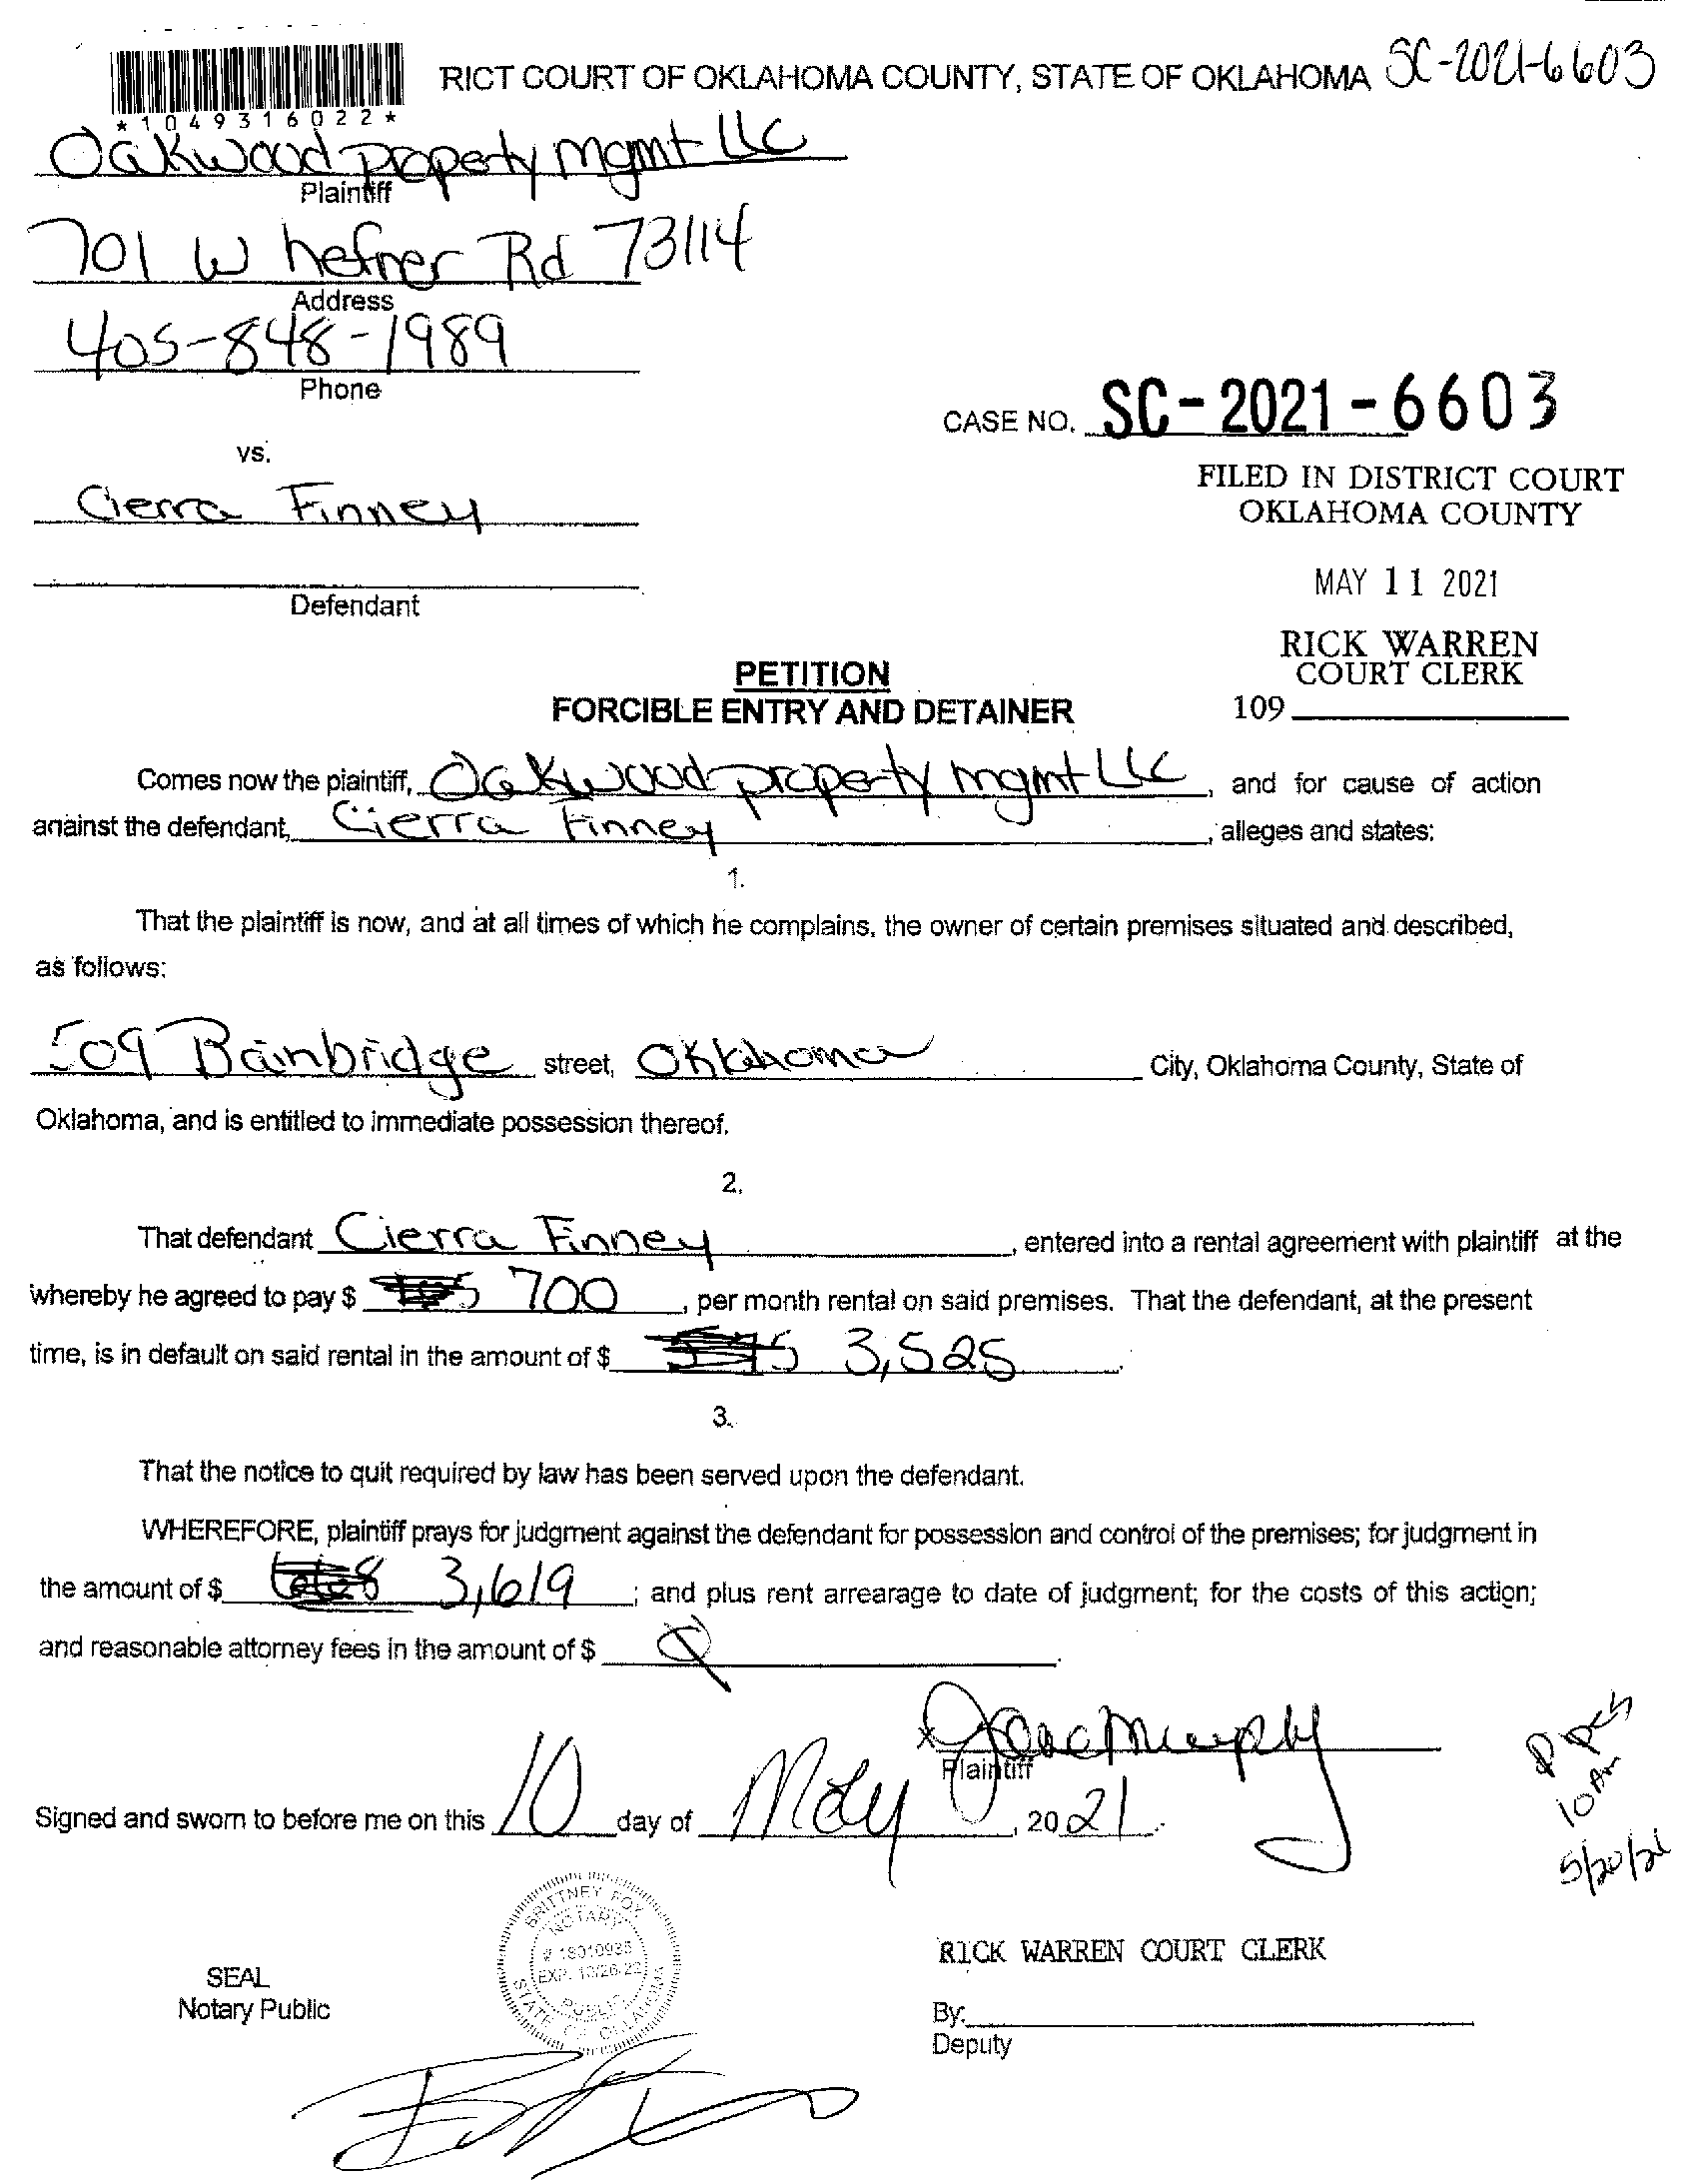 RICT COURT OF OKLAHOMA COUNTY, STATE OF OKLAHOMA SC-2021-6603
*1049316022*
Oakwood property mgmt LLC
Plaintiff
701 W hefner Rd 73114
Address
405-848-1989
Phone
CASE NO. SC-2021-6603
vs.
FILED IN DISTRICT COURT
OKLAHOMA COUNTY
Cierra Finney
MAY 11 2021
Defendant
RICK WARREN
COURT CLERK
109
PETITION
FORCIBLE ENTRY AND DETAINER
Comes now the plaintiff, Oakwood property mgmt LLC, and for cause of action
against the defendant, Cierra Finney, alleges and states:
1.
That the plaintiff is now, and at all times of which he complains, the owner of certain premises situated and described,
as follows:
509 Bainbridge street, Oklahoma City, Oklahoma County, State of
Oklahoma, and is entitled to immediate possession thereof.
2.
That defendant Cierra Finney, entered into a rental agreement with plaintiff at the
whereby he agreed to pay $ 700, per month rental on said premises. That the defendant, at the present
time, is in default on said rental in the amount of $ 3,525.
3.
That the notice to quit required by law has been served upon the defendant.
WHEREFORE, plaintiff prays for judgment against the defendant for possession and control of the premises; for judgment in
the amount of $ 3,619; and plus rent arrearage to date of judgment; for the costs of this action;
and reasonable attorney fees in the amount of $
Plaintiff
Signed and sworn to before me on this 10 day of May, 2021.
10 Am
5/20/21
BRITTNEY FOX
NOTARY
# 18010935
EXP. 10/26/22
PUBLIC
STATE OF OKLAHOMA
RICK WARREN COURT CLERK
SEAL
Notary Public
By:
Deputy